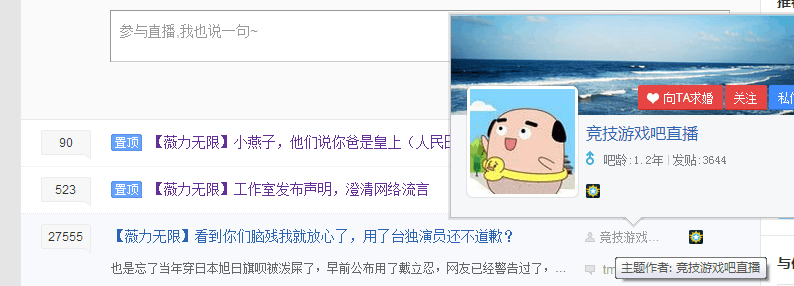 参与直播,我也说一句~
向TA求婚
关注
私信
竞技游戏吧直播
吧龄:1.2年 | 发贴:3644
90
置顶 【薇力无限】小燕子，他们说你爸是皇上（人民日
523
置顶 【薇力无限】工作室发布声明，澄清网络流言
27555
【薇力无限】看到你们脑残我就放心了，用了台独演员还不道歉？
竞技游戏...
也是忘了当年穿日本旭日旗呗被泼屎了，早前公布用了戴立忍，网友已经警告过了，...
主题作者: 竞技游戏吧直播